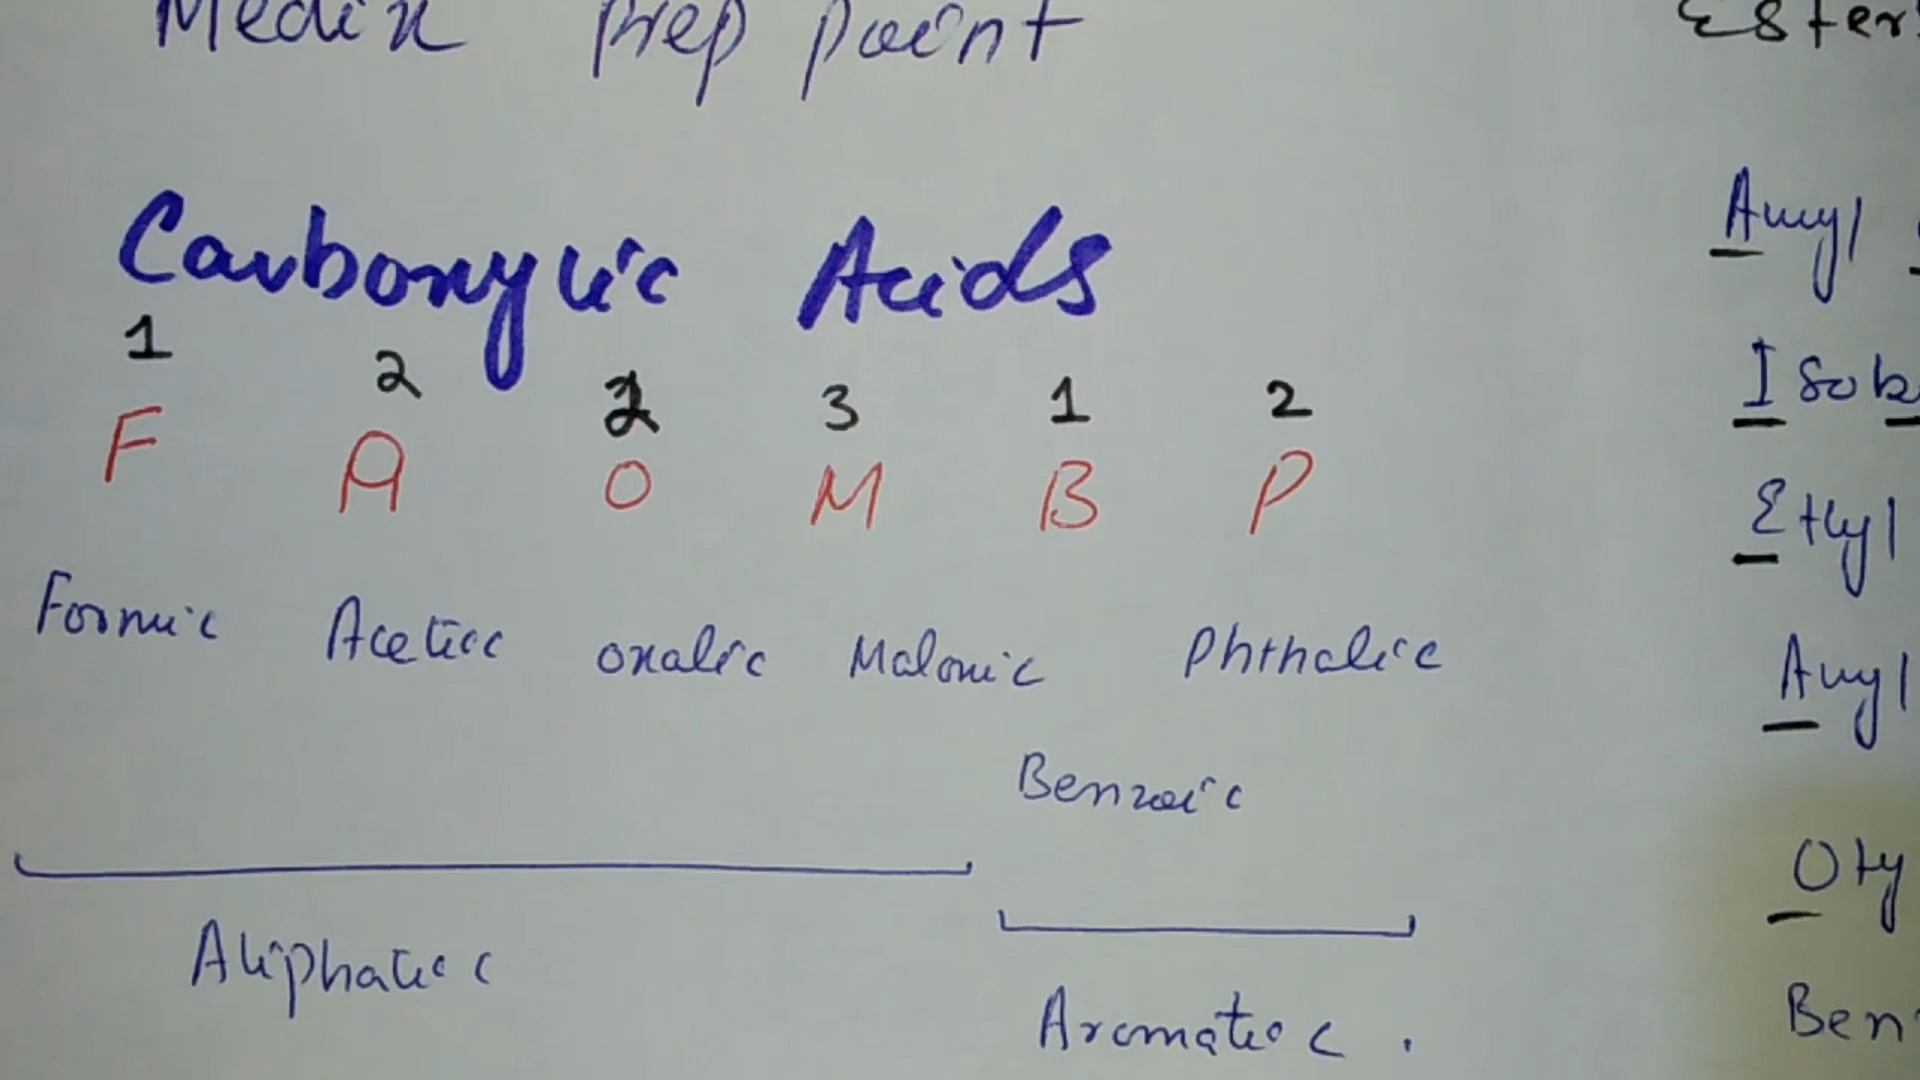 Medix Prep point
Carboxylic Acids
1 2 2 3 1 2
F A O M B P
Formic Acetic oxalic Malonic Phthalic
Benzoic
Aliphatic
Aromatic.
Ester
Amyl
Isob
Ethyl
Amyl
Oty
Ben